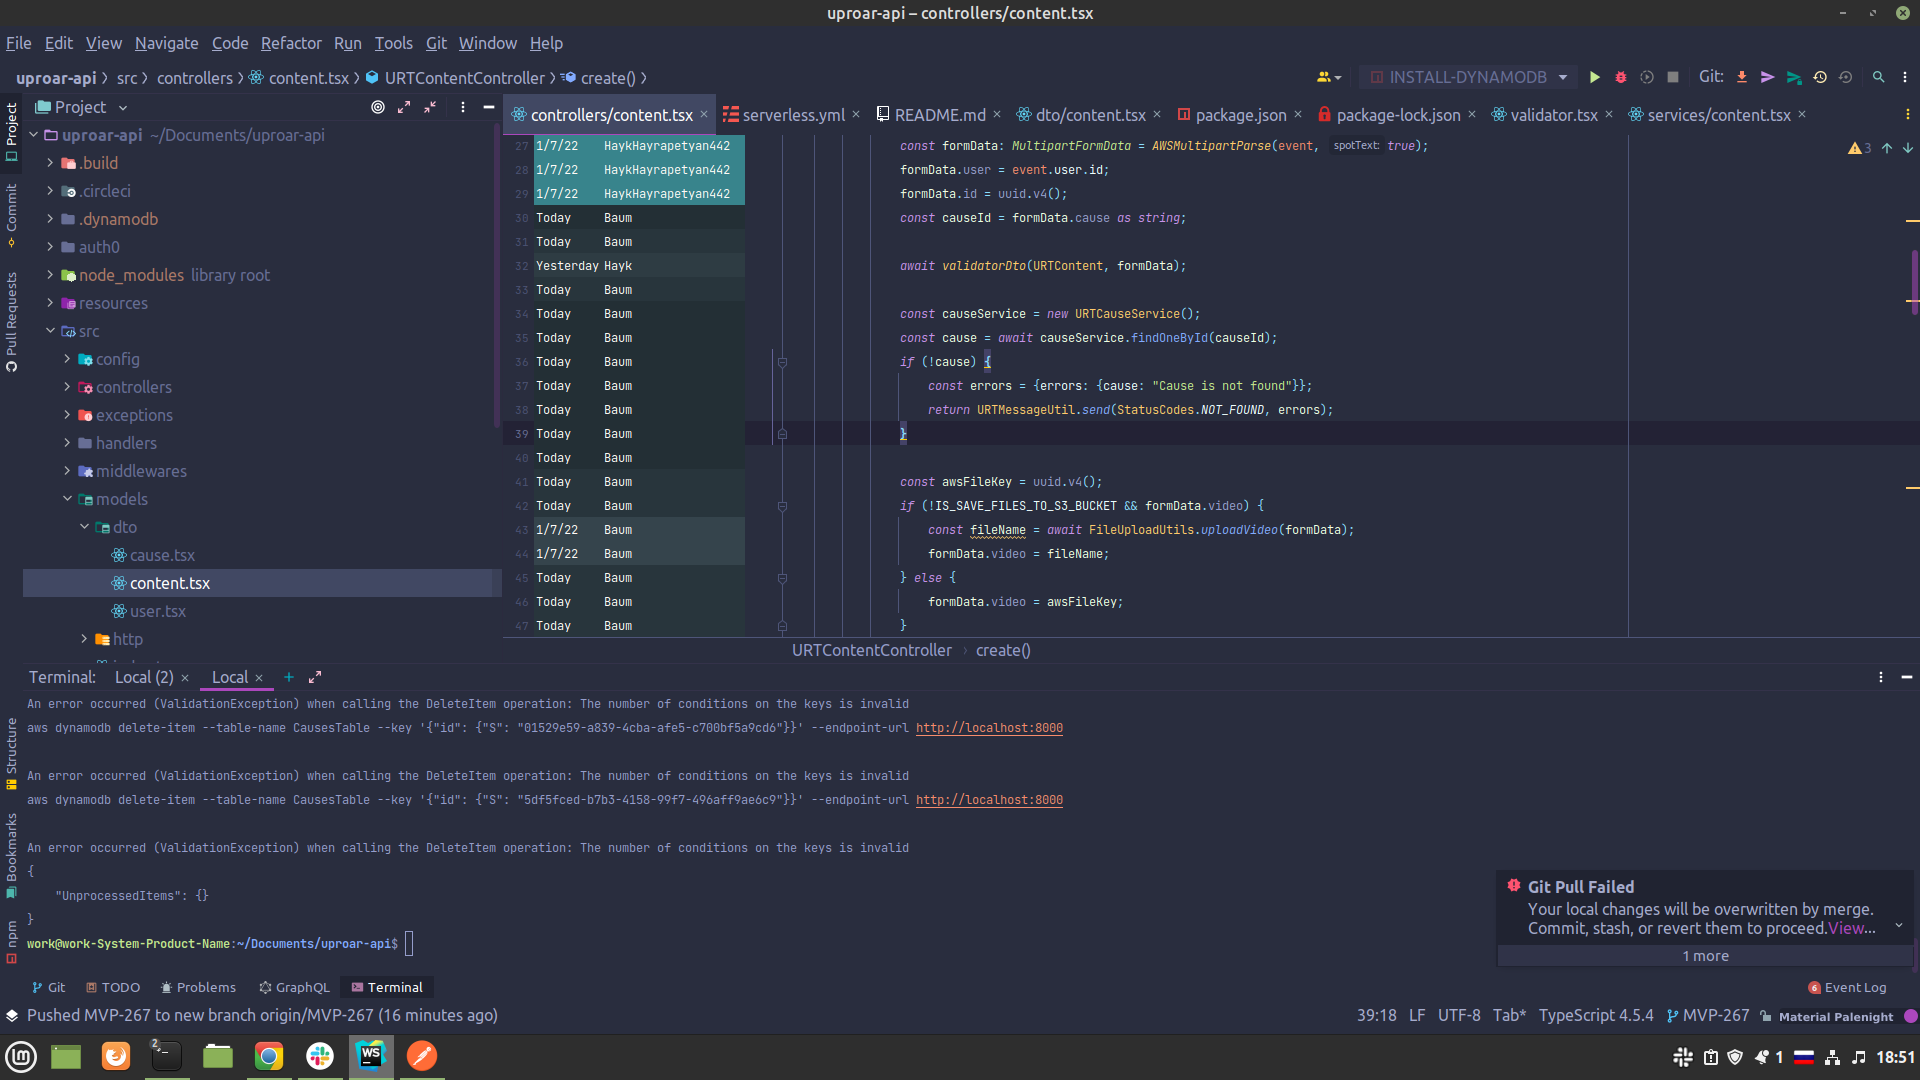 uproar-api – controllers/content.tsx
File Edit View Navigate Code Refactor Run Tools Git Window Help
uproar-api src controllers content.tsx URTContentController create()
INSTALL-DYNAMODB Git:
Project
controllers/content.tsx serverless.yml README.md dto/content.tsx package.json package-lock.json validator.tsx services/content.tsx
Project
Commit
Pull Requests
Structure
Bookmarks
npm
uproar-api ~/Documents/uproar-api
.build
.circleci
.dynamodb
auth0
node_modules library root
resources
src
config
controllers
exceptions
handlers
middlewares
models
dto
cause.tsx
content.tsx
user.tsx
http
27 1/7/22 HaykHayrapetyan442 const formData: MultipartFormData = AWSMultipartParse(event, spotText: true);
3
28 1/7/22 HaykHayrapetyan442 formData.user = event.user.id;
29 1/7/22 HaykHayrapetyan442 formData.id = uuid.v4();
30 Today Baum const causeId = formData.cause as string;
31 Today Baum
32 Yesterday Hayk await validatorDto(URTContent, formData);
33 Today Baum
34 Today Baum const causeService = new URTCauseService();
35 Today Baum const cause = await causeService.findOneById(causeId);
36 Today Baum if (!cause) {
37 Today Baum const errors = {errors: {cause: "Cause is not found"}};
38 Today Baum return URTMessageUtil.send(StatusCodes.NOT_FOUND, errors);
39 Today Baum }
40 Today Baum
41 Today Baum const awsFileKey = uuid.v4();
42 Today Baum if (!IS_SAVE_FILES_TO_S3_BUCKET && formData.video) {
43 1/7/22 Baum const fileName = await FileUploadUtils.uploadVideo(formData);
44 1/7/22 Baum formData.video = fileName;
45 Today Baum } else {
46 Today Baum formData.video = awsFileKey;
47 Today Baum }
URTContentController create()
Terminal: Local (2) Local
An error occurred (ValidationException) when calling the DeleteItem operation: The number of conditions on the keys is invalid
aws dynamodb delete-item --table-name CausesTable --key '{"id": {"S": "01529e59-a839-4cba-afe5-c700bf5a9cd6"}}' --endpoint-url http://localhost:8000
An error occurred (ValidationException) when calling the DeleteItem operation: The number of conditions on the keys is invalid
aws dynamodb delete-item --table-name CausesTable --key '{"id": {"S": "5df5fced-b7b3-4158-99f7-496aff9ae6c9"}}' --endpoint-url http://localhost:8000
An error occurred (ValidationException) when calling the DeleteItem operation: The number of conditions on the keys is invalid
{
"UnprocessedItems": {}
}
work@work-System-Product-Name:~/Documents/uproar-api$
Git Pull Failed
Your local changes will be overwritten by merge.
Commit, stash, or revert them to proceed.View...
1 more
Git TODO Problems GraphQL Terminal
6 Event Log
Pushed MVP-267 to new branch origin/MVP-267 (16 minutes ago)
39:18 LF UTF-8 Tab* TypeScript 4.5.4 MVP-267 Material Palenight
2 WS 1 18:51